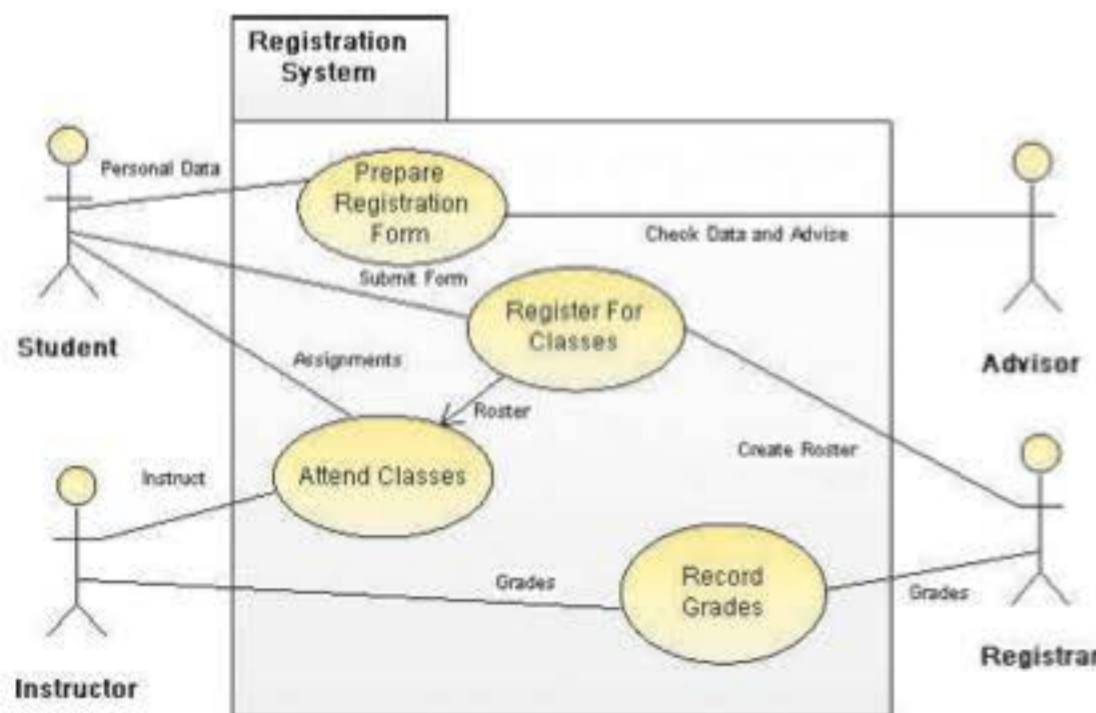 Registration
System
Personal Data
Prepare
Registration
Form
Check Data and Advise
Submit Form
Register For
Classes
Student
Advisor
Assignments
Roster
Create Roster
Attend Classes
Instruct
Grades
Record
Grades
Grades
Registrar
Instructor